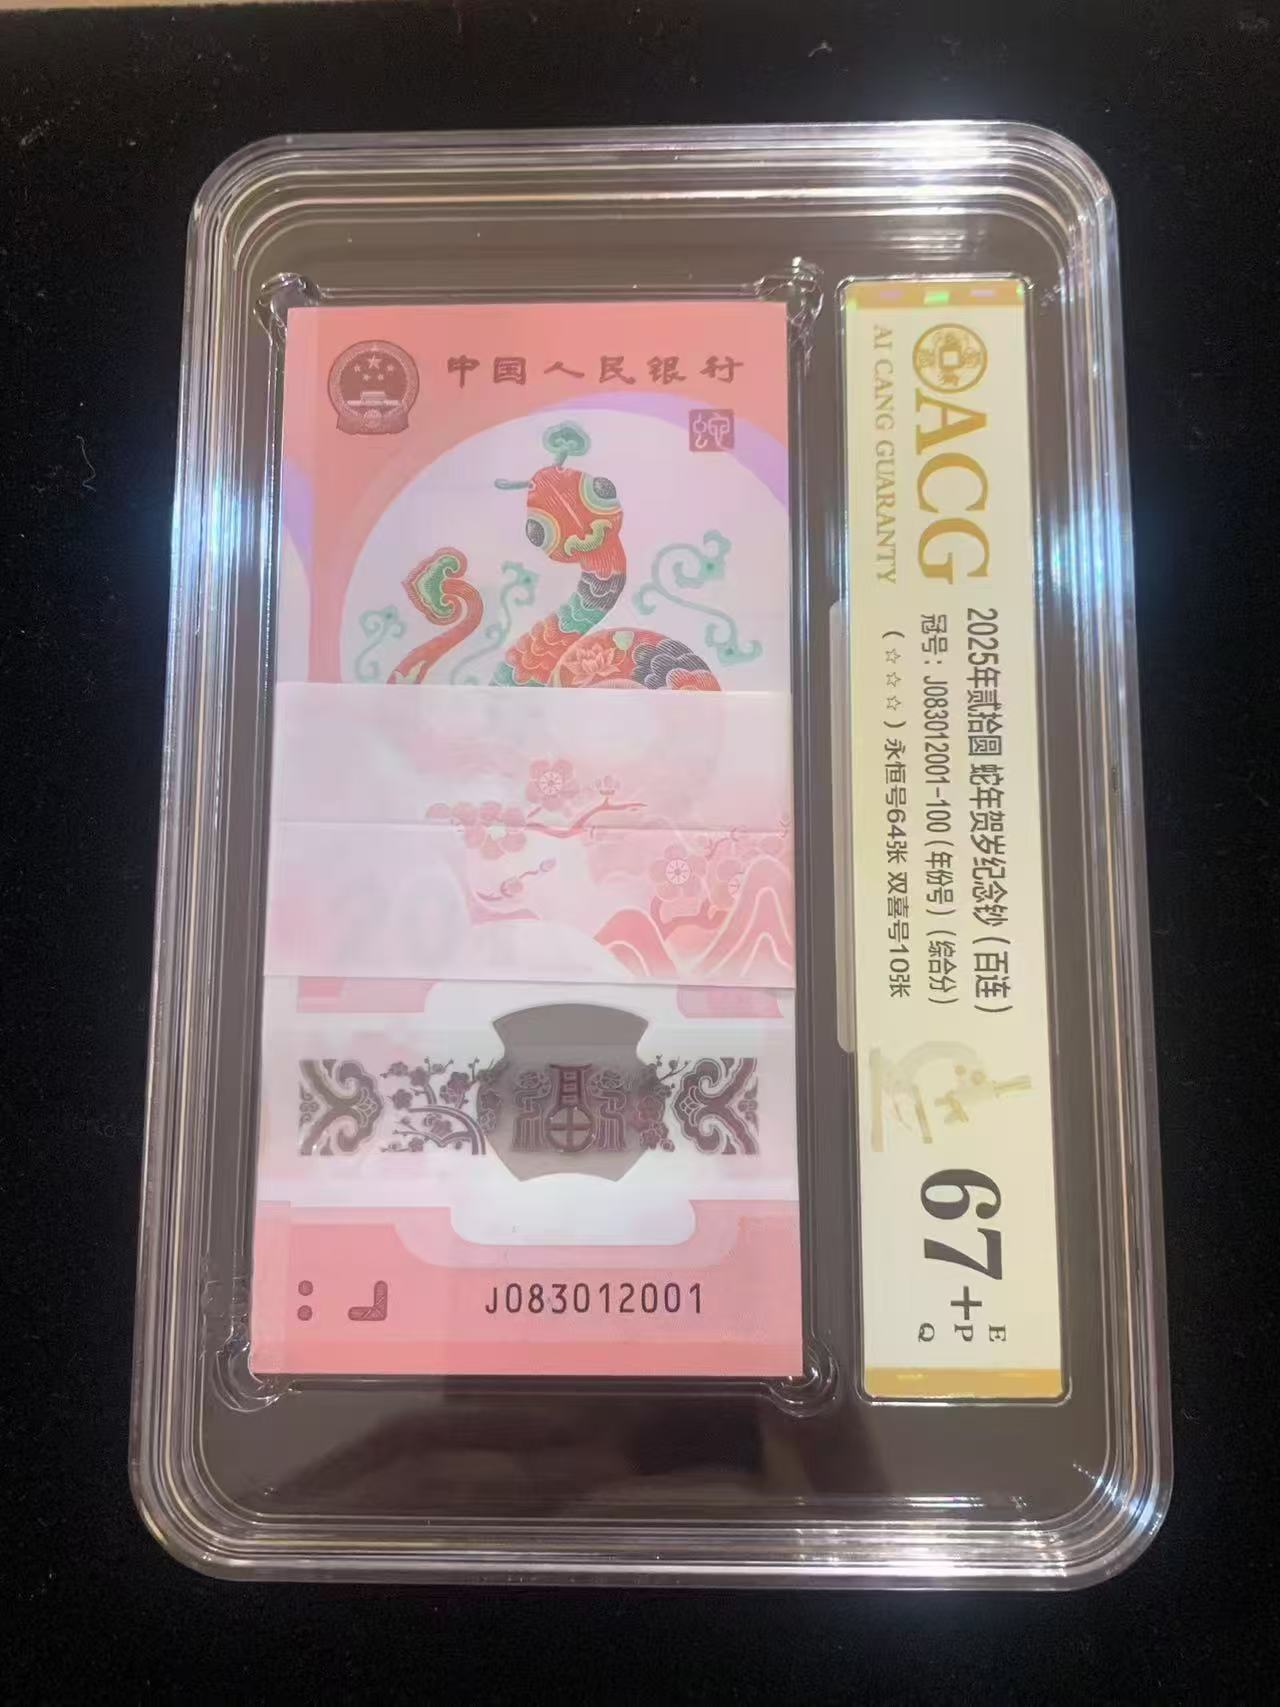 中国人民银行
蛇
J083012001
ACG
AI CANG GUARANTY
2025年贰拾圆 蛇年贺岁纪念钞（百连）
冠号：J083012001-100（年份号）（综合分）
（☆☆☆☆）永恒号64张 双喜号10张
67+
E
P
Q